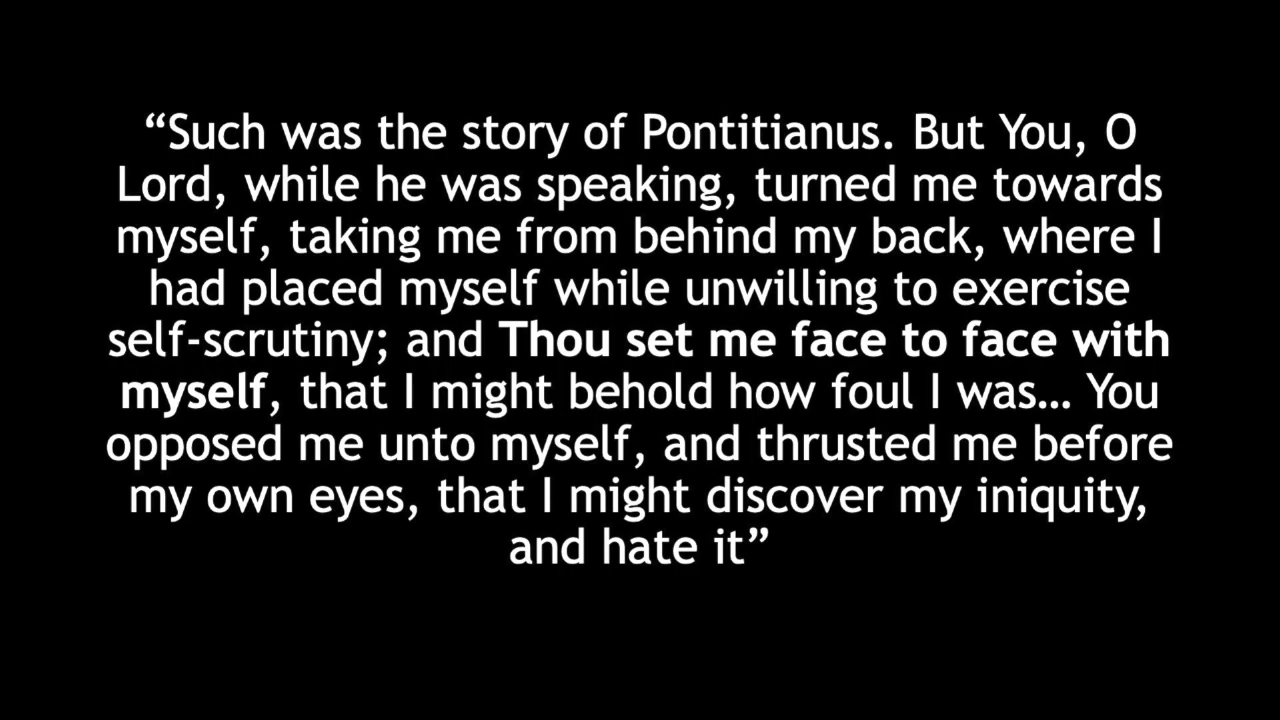 “Such was the story of Pontitianus. But You, O
Lord, while he was speaking, turned me towards
myself, taking me from behind my back, where I
had placed myself while unwilling to exercise
self-scrutiny; and Thou set me face to face with
myself, that I might behold how foul I was... You
opposed me unto myself, and thrusted me before
my own eyes, that I might discover my iniquity,
and hate it”